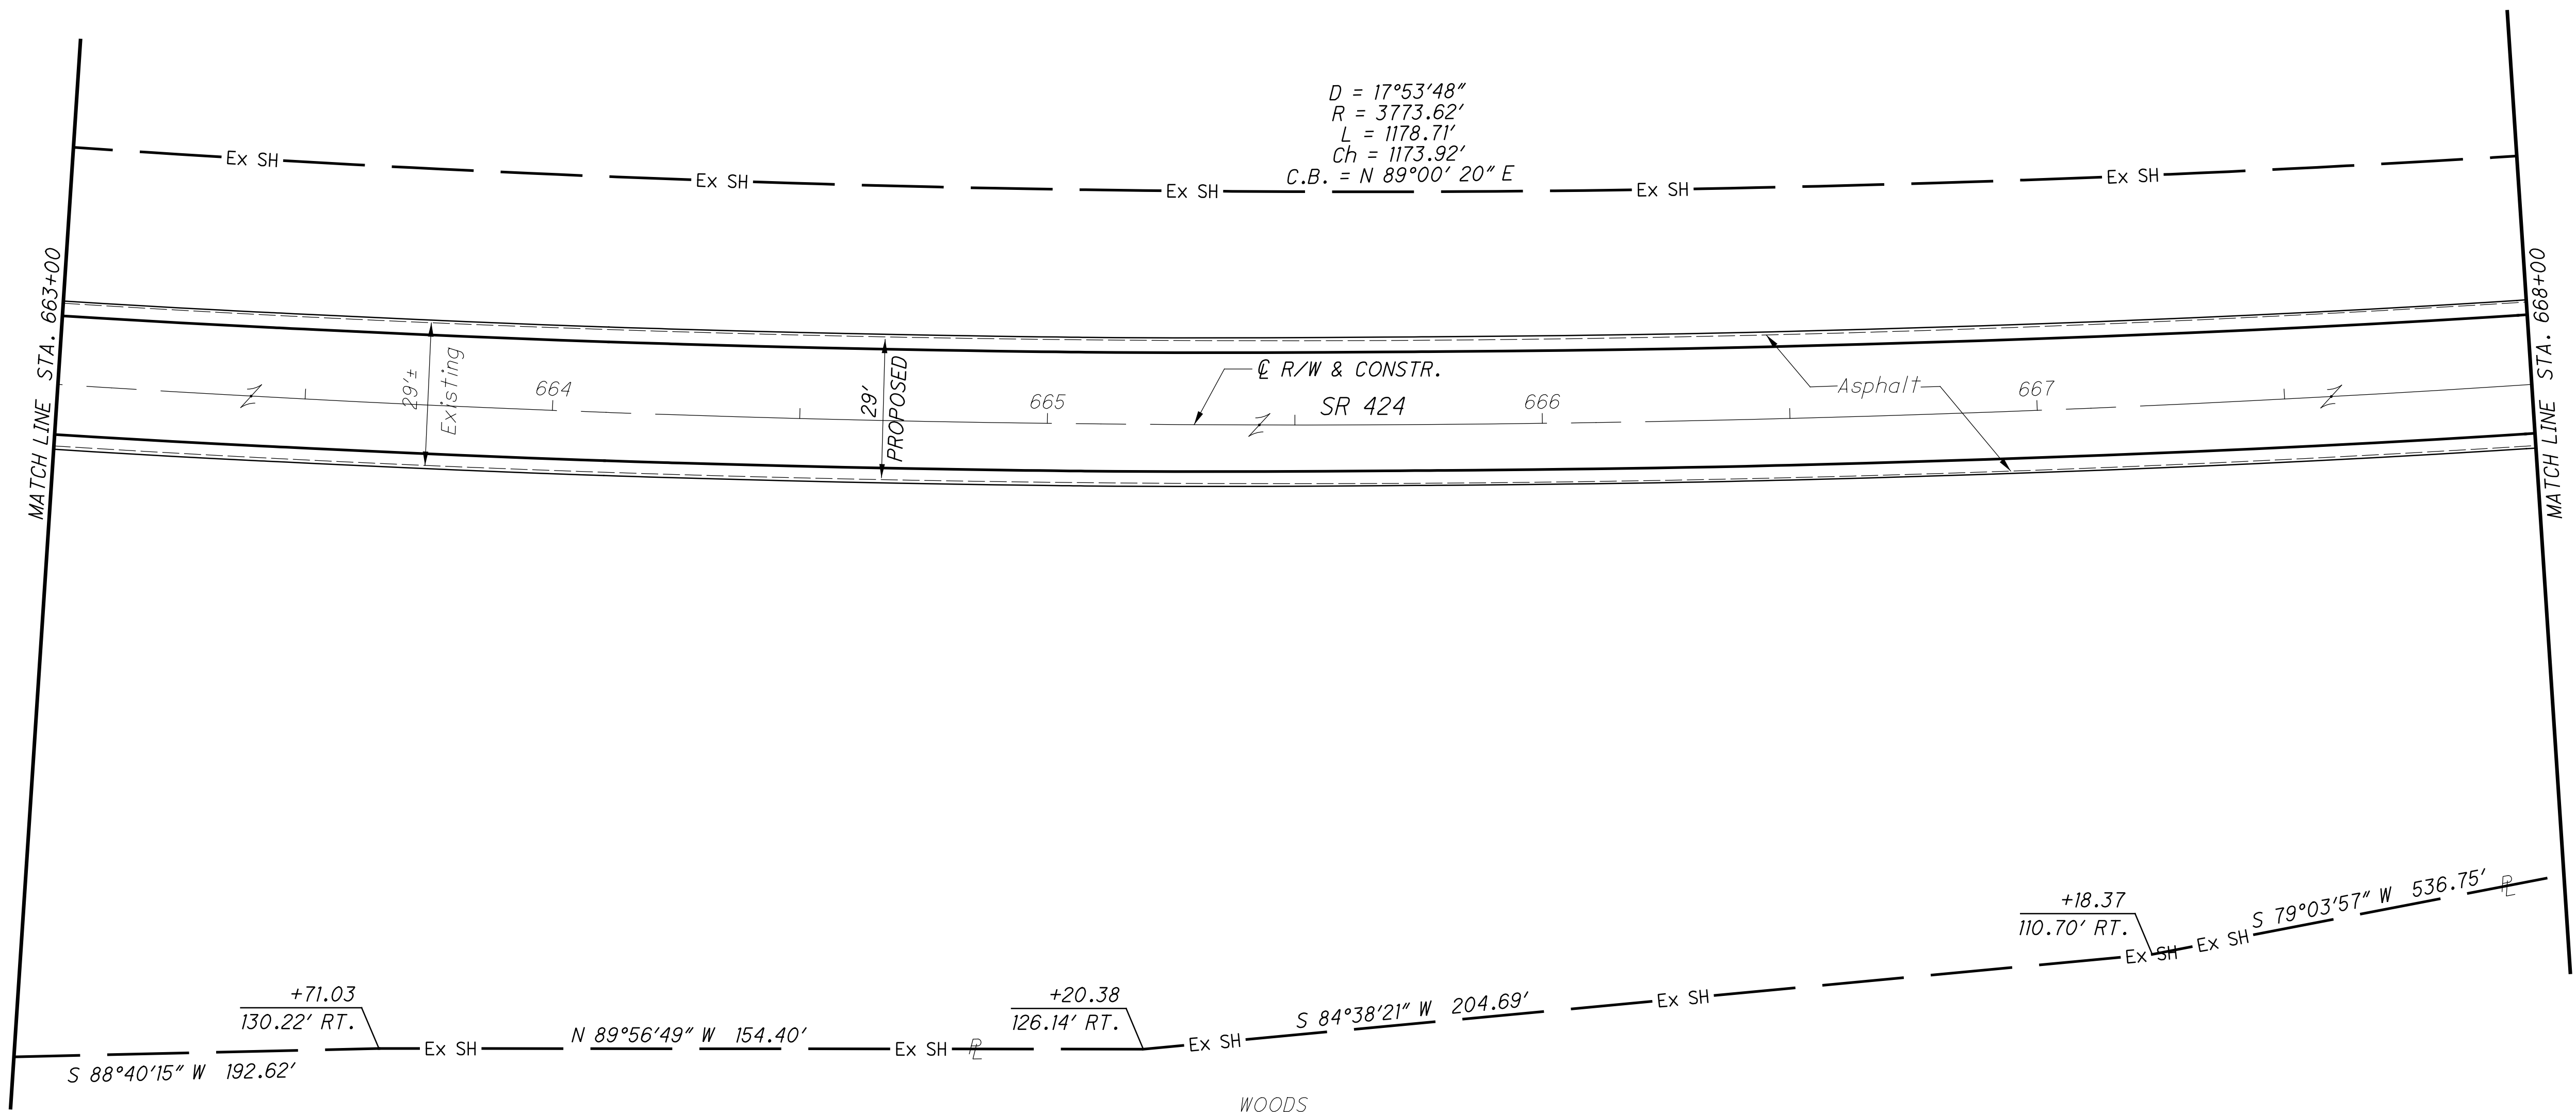 D = 17°53'48"
R = 3773.62'
L = 1178.71'
Ch = 1173.92'
C.B. = N 89°00' 20" E
Ex SH
Ex SH
Ex SH
Ex SH
Ex SH
MATCH LINE STA. 663+00
MATCH LINE STA. 668+00
29'±
Existing
664
29'
PROPOSED
665
℄ R/W & CONSTR.
SR 424
666
Asphalt
667
+71.03
130.22' RT.
S 88°40'15" W 192.62'
Ex SH
N 89°56'49" W 154.40'
Ex SH
PL
+20.38
126.14' RT.
Ex SH
S 84°38'21" W 204.69'
Ex SH
+18.37
110.70' RT.
Ex SH
Ex SH
S 79°03'57" W 536.75'
PL
WOODS